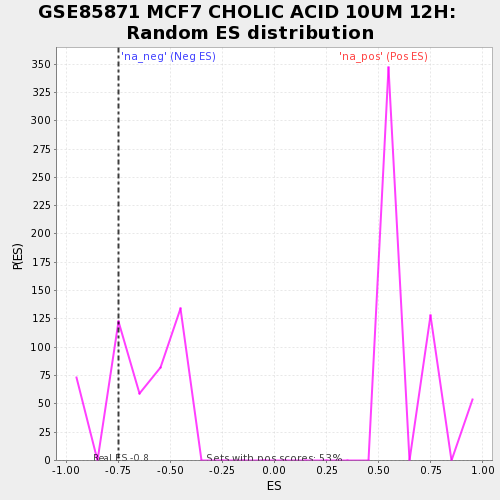 GSE85871 MCF7 CHOLIC ACID 10UM 12H:
Random ES distribution
'na_neg' (Neg ES) 'na_pos' (Pos ES)
350
325
300
275
250
225
200
175
150
125
100
75
50
25
0
P(ES)
Real ES -0.8 Sets with pos scores: 53%
-1.00 -0.75 -0.50 -0.25 0.00 0.25 0.50 0.75 1.00
ES